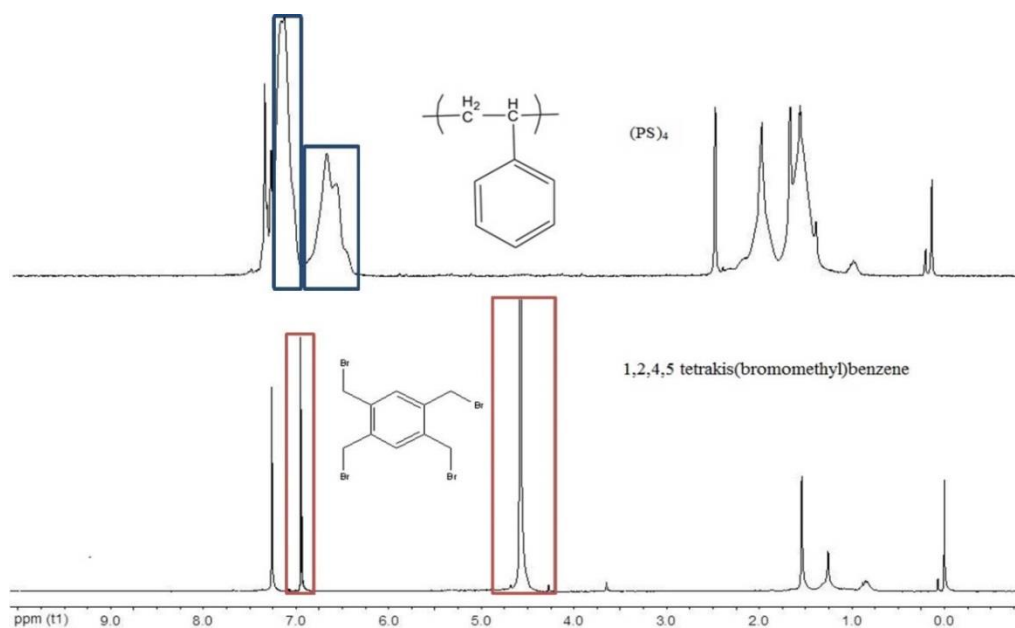 H₂
C
H
C
(PS)₄
1,2,4,5 tetrakis(bromomethyl)benzene
Br
Br
Br
Br
ppm (t1) 9.0 8.0 7.0 6.0 5.0 4.0 3.0 2.0 1.0 0.0